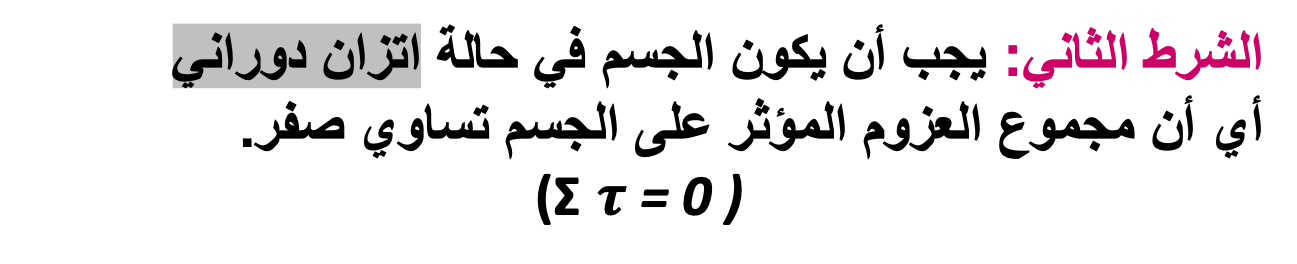 الشرط الثاني: يجب أن يكون الجسم في حالة اتزان دوراني
أي أن مجموع العزوم المؤثر على الجسم تساوي صفر.
(Σ τ = 0 )